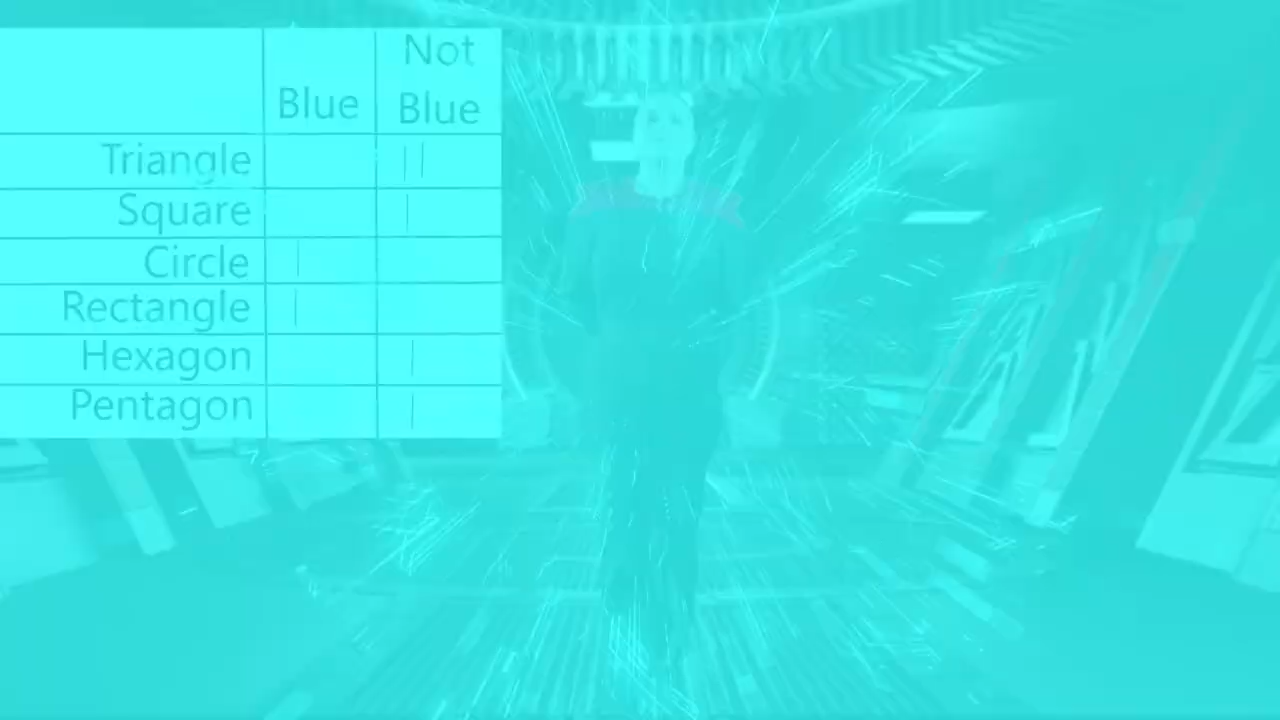 Blue Not Blue
Triangle ||
Square |
Circle |
Rectangle |
Hexagon |
Pentagon |